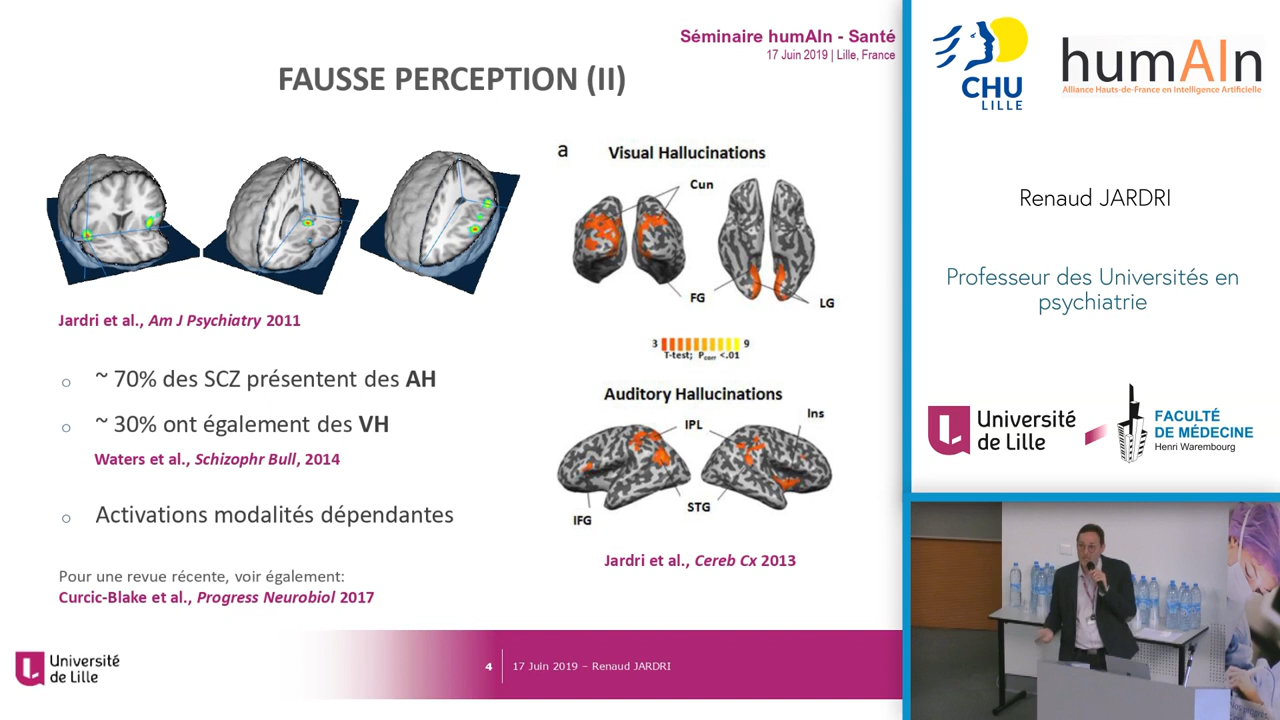 Séminaire humAIn - Santé
17 Juin 2019 | Lille, France
FAUSSE PERCEPTION (II)
Jardri et al., Am J Psychiatry 2011
~ 70% des SCZ présentent des AH
~ 30% ont également des VH
Waters et al., Schizophr Bull, 2014
Activations modalités dépendantes
Pour une revue récente, voir également:
Curcic-Blake et al., Progress Neurobiol 2017
a
Visual Hallucinations
Cun
FG
LG
3
9
T-test; Pcorr <.01
Auditory Hallucinations
Ins
IPL
STG
IFG
Jardri et al., Cereb Cx 2013
Université
de Lille
4
17 Juin 2019 – Renaud JARDRI
CHU
LILLE
humAIn
Alliance Hauts-de-France en Intelligence Artificielle
Renaud JARDRI
Professeur des Universités en
psychiatrie
Université
de Lille
FACULTÉ
DE MÉDECINE
Henri Warembourg